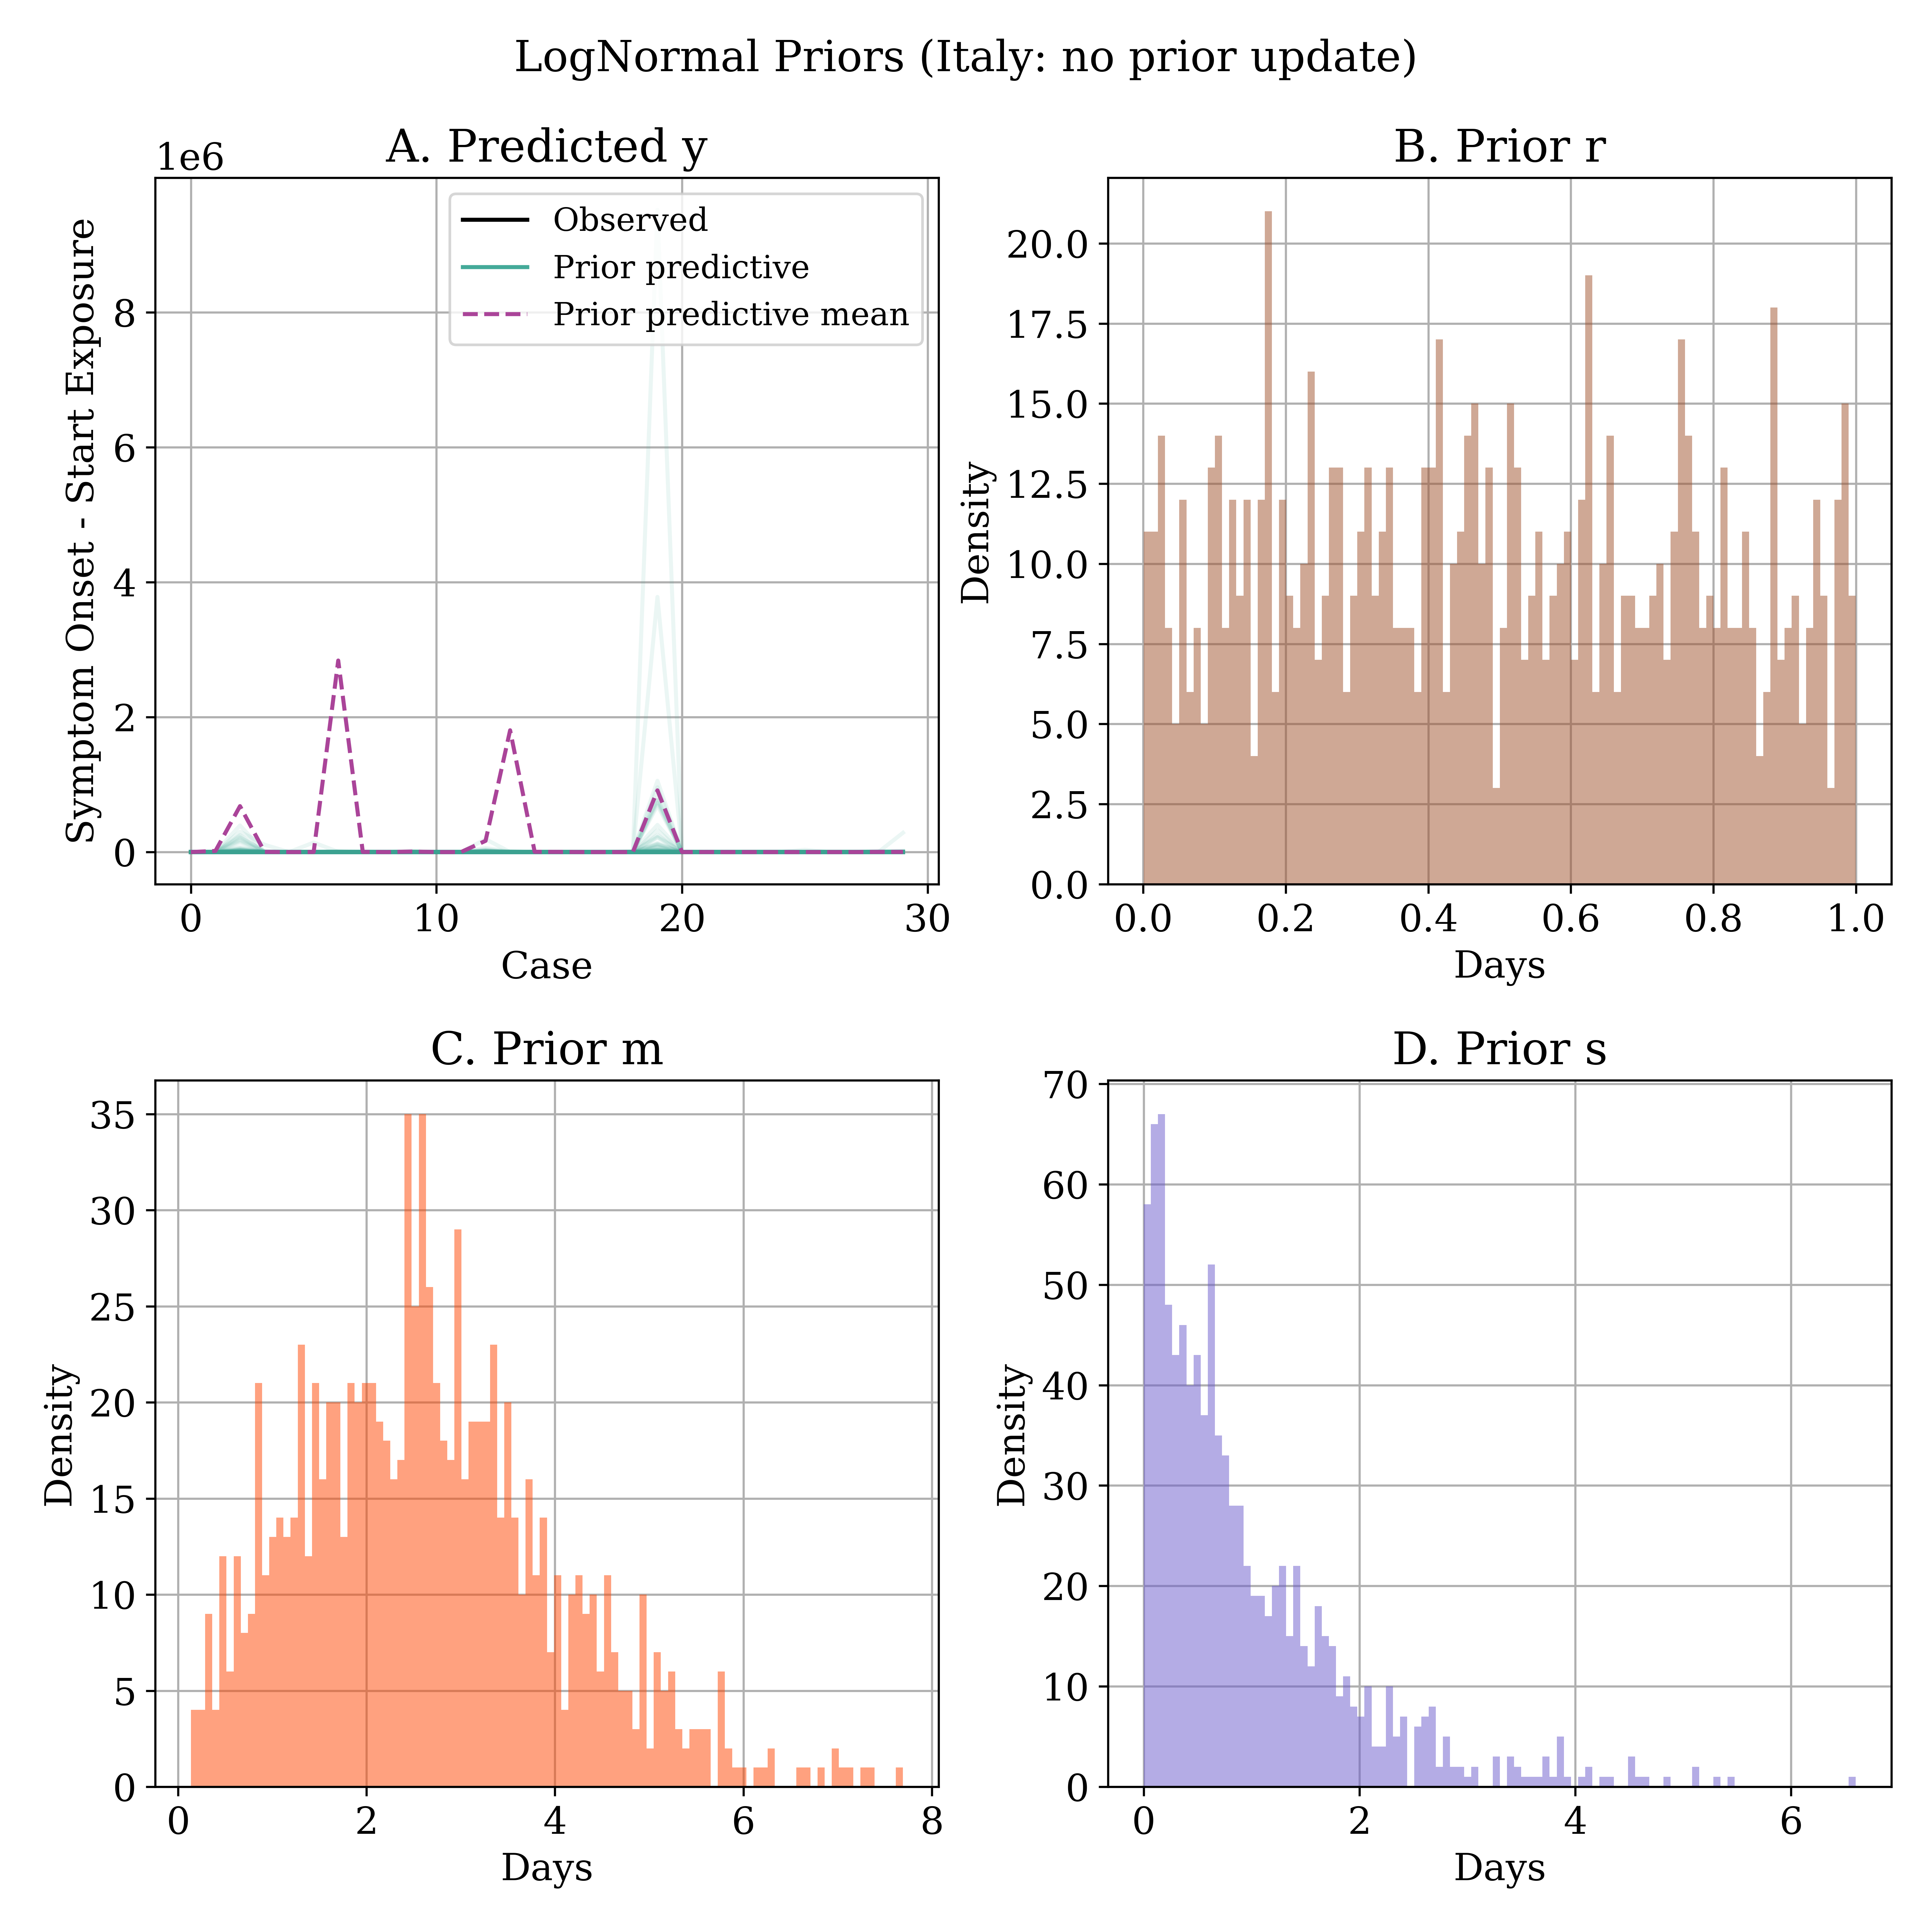 LogNormal Priors (Italy: no prior update)
A. Predicted y
1e6
Symptom Onset - Start Exposure
8
6
4
2
0
Observed
Prior predictive
Prior predictive mean
0 10 20 30
Case
B. Prior r
Density
20.0
17.5
15.0
12.5
10.0
7.5
5.0
2.5
0.0
0.0 0.2 0.4 0.6 0.8 1.0
Days
C. Prior m
Density
35
30
25
20
15
10
5
0
0 2 4 6 8
Days
D. Prior s
Density
70
60
50
40
30
20
10
0
0 2 4 6
Days